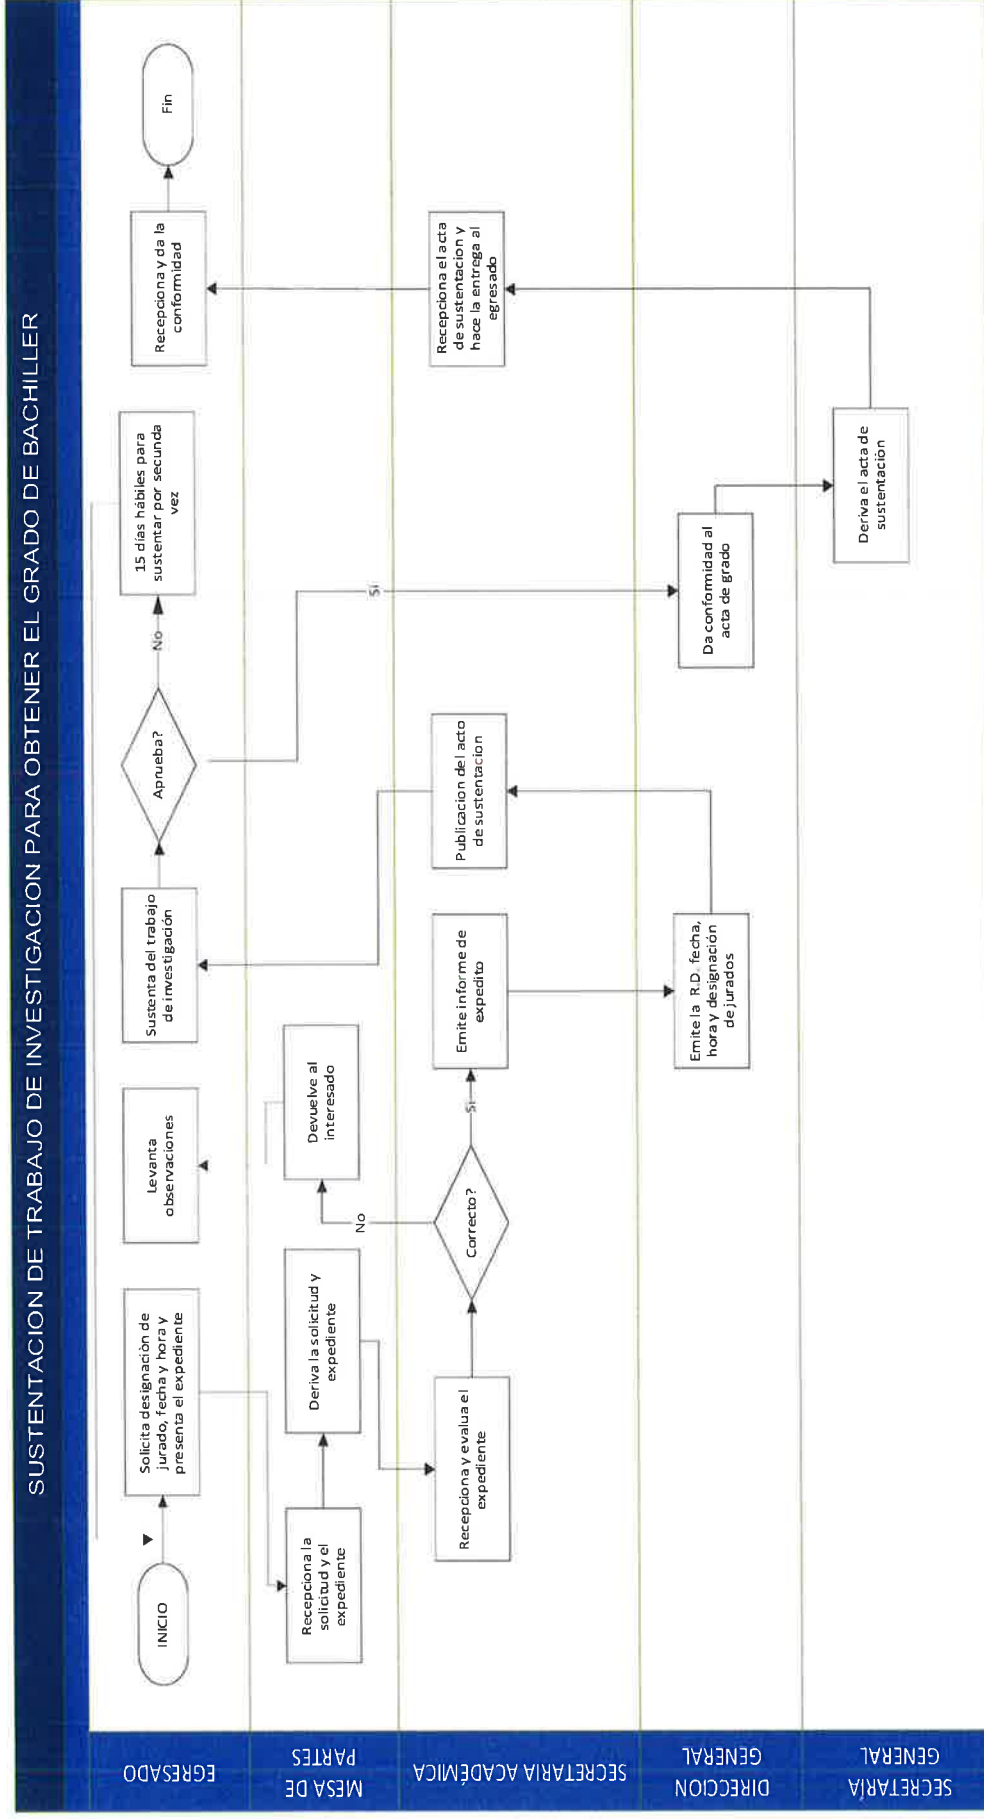 SUSTENTACION DE TRABAJO DE INVESTIGACION PARA OBTENER EL GRADO DE BACHILLER
EGRESADO
INICIO
Solicita designación de
jurado, fecha y hora y
presenta el expediente
Levanta
observaciones
Sustenta del trabajo
de investigación
Aprueba?
No
15 días hábiles para
sustentar por secunda
vez
Recepciona y da la
conformidad
Fin
MESA DE
PARTES
Recepciona la
solicitud y el
expediente
Deriva la solicitud y
expediente
No
Devuelve al
interesado
Si
SECRETARIA ACADÉMICA
Recepciona y evalua el
expediente
Correcto?
Si
Emite informe de
expedito
Publicacion del acto
de sustentacion
Recepciona el acta
de sustentacion y
hace la entrega al
egresado
DIRECCION
GENERAL
Emite la R.D. fecha,
hora y designación
de jurados
Da conformidad al
acta de grado
SECRETARÍA
GENERAL
Deriva el acta de
sustentación